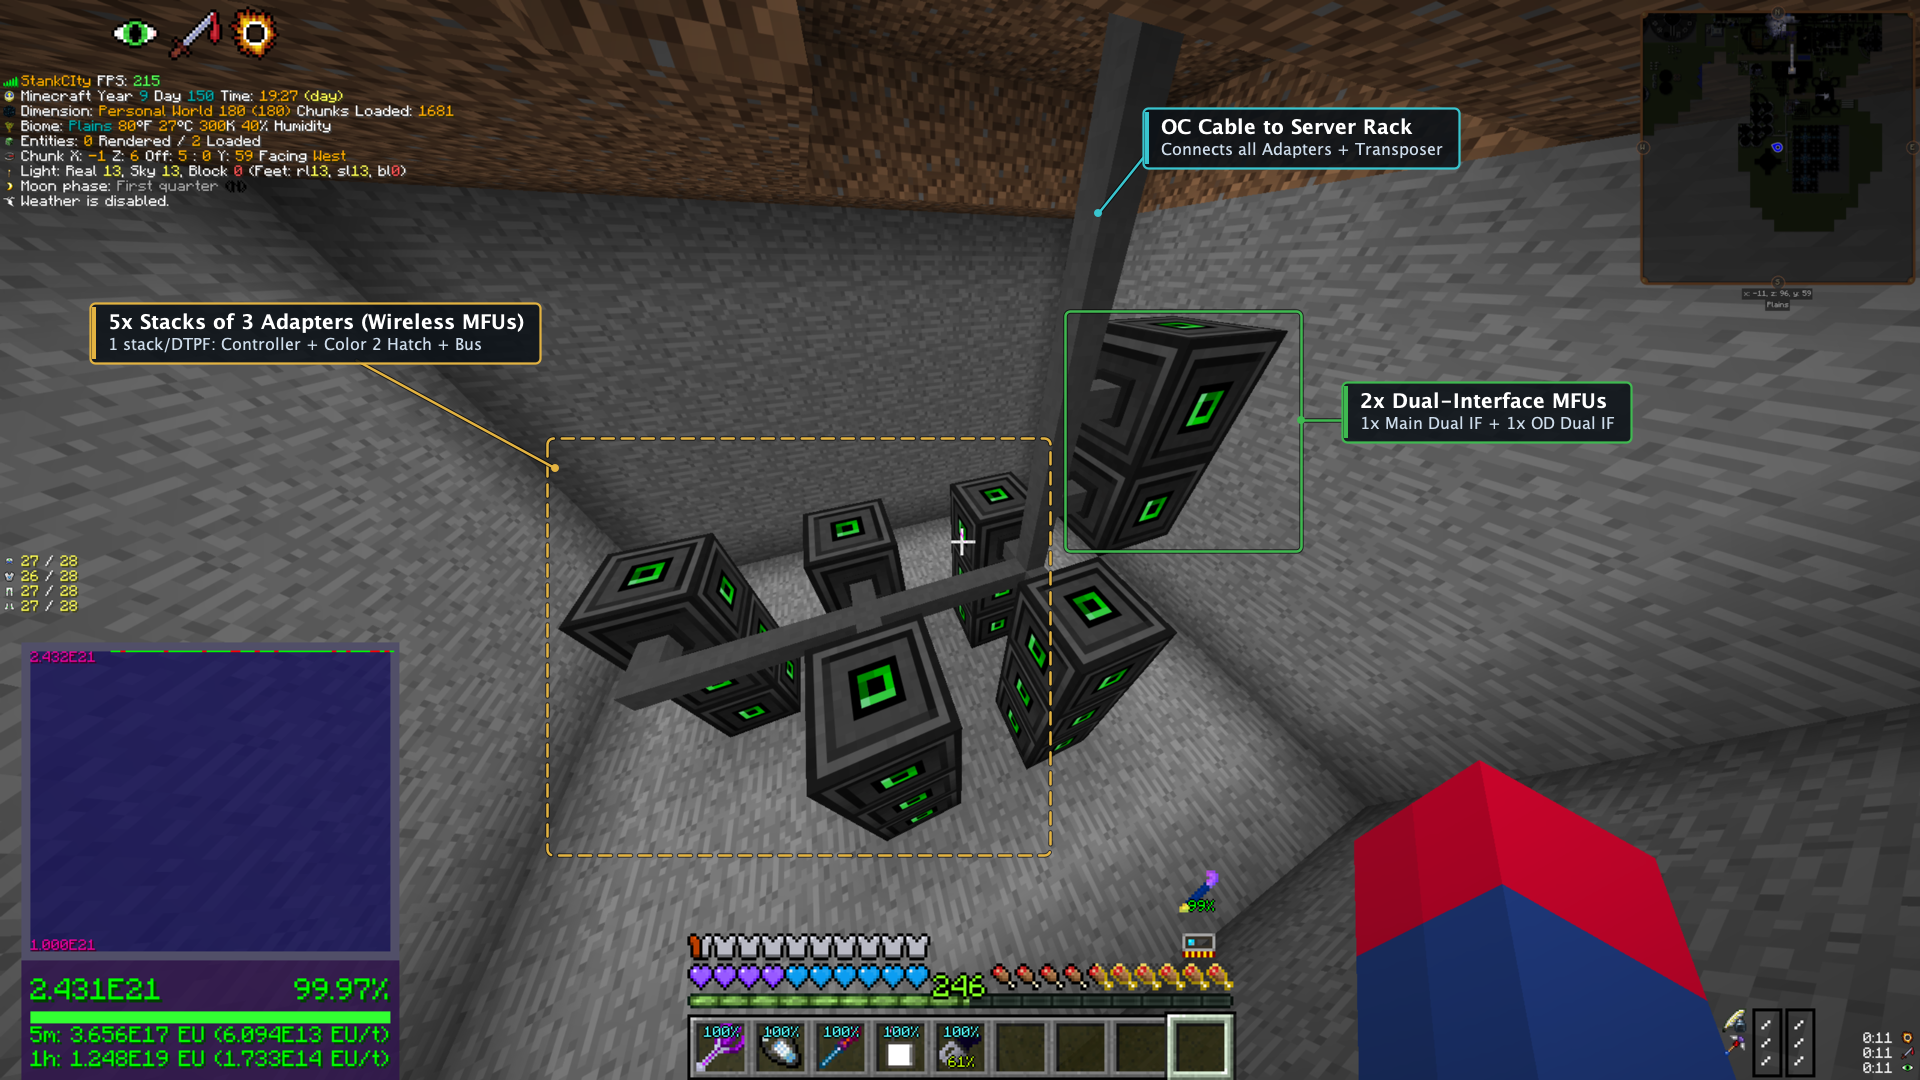 StankCIty FPS: 215
Minecraft Year 9 Day 150 Time: 19:27 (day)
Dimension: Personal World 180 (180) Chunks Loaded: 1681
Biome: Plains 80°F 27°C 300K 40% Humidity
Entities: 0 Rendered / 2 Loaded
Chunk X: -1 Z: 6 Off: 5 : 0 Y: 59 Facing West
Light: Real 13, Sky 13, Block 0 (Feet: rl13, sl13, bl0)
Moon phase: First quarter
Weather is disabled.
OC Cable to Server Rack
Connects all Adapters + Transposer
x: -11, z: 96, y: 59
Plains
5x Stacks of 3 Adapters (Wireless MFUs)
1 stack/DTPF: Controller + Color 2 Hatch + Bus
2x Dual-Interface MFUs
1x Main Dual IF + 1x OD Dual IF
27 / 28
26 / 28
27 / 28
27 / 28
2.432E21
1.000E21
2.431E21 99.97%
5m: 3.656E17 EU (6.094E13 EU/t)
1h: 1.248E19 EU (1.733E14 EU/t)
99%
246
100% 100% 100% 100% 100%
61%
0:11
0:11
0:11